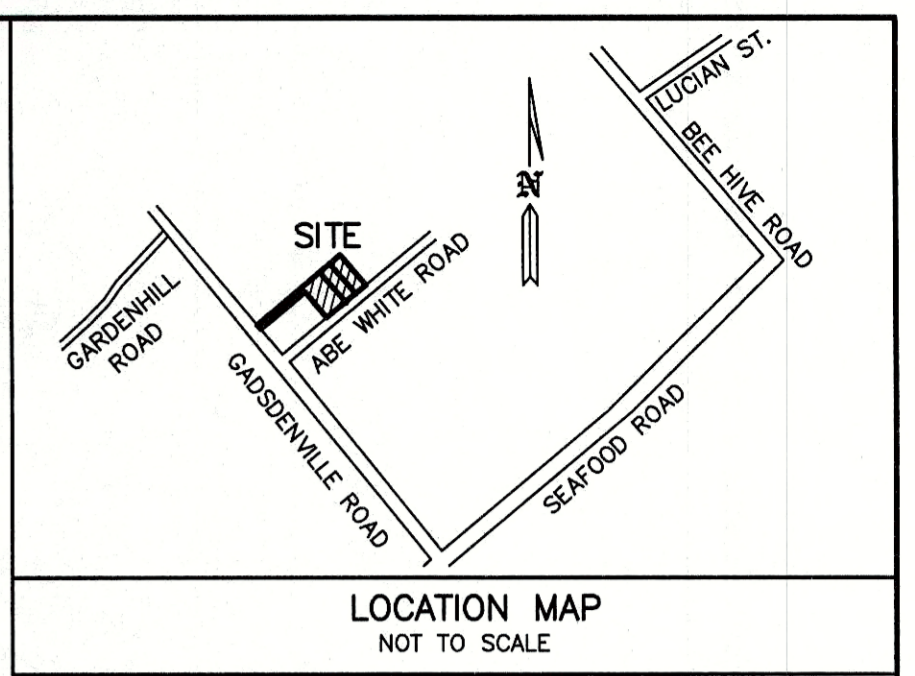 LUCIAN ST.
BEE HIVE ROAD
N
SITE
ABE WHITE ROAD
GARDENHILL
ROAD
GADSDENVILLE ROAD
SEAFOOD ROAD
LOCATION MAP
NOT TO SCALE